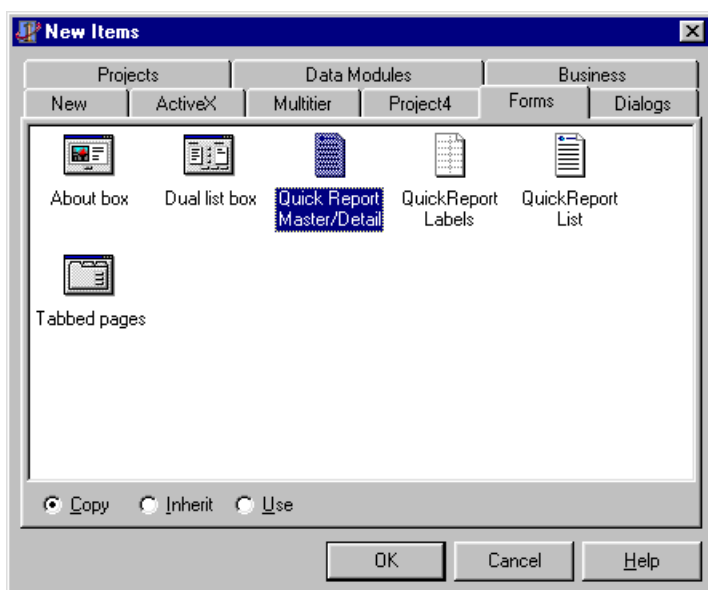 New Items
Projects
Data Modules
Business
New
ActiveX
Multitier
Project4
Forms
Dialogs
About box
Dual list box
Quick Report
Master/Detail
QuickReport
Labels
QuickReport
List
Tabbed pages
Copy
Inherit
Use
OK
Cancel
Help